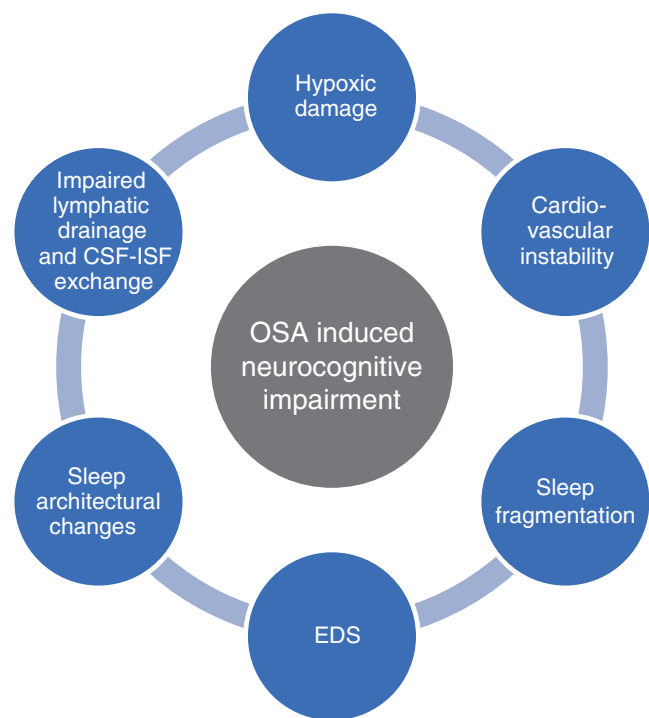 Hypoxic
damage
Cardio-
vascular
instability
Sleep
fragmentation
EDS
Sleep
architectural
changes
Impaired
lymphatic
drainage
and CSF-ISF
exchange
OSA induced
neurocognitive
impairment